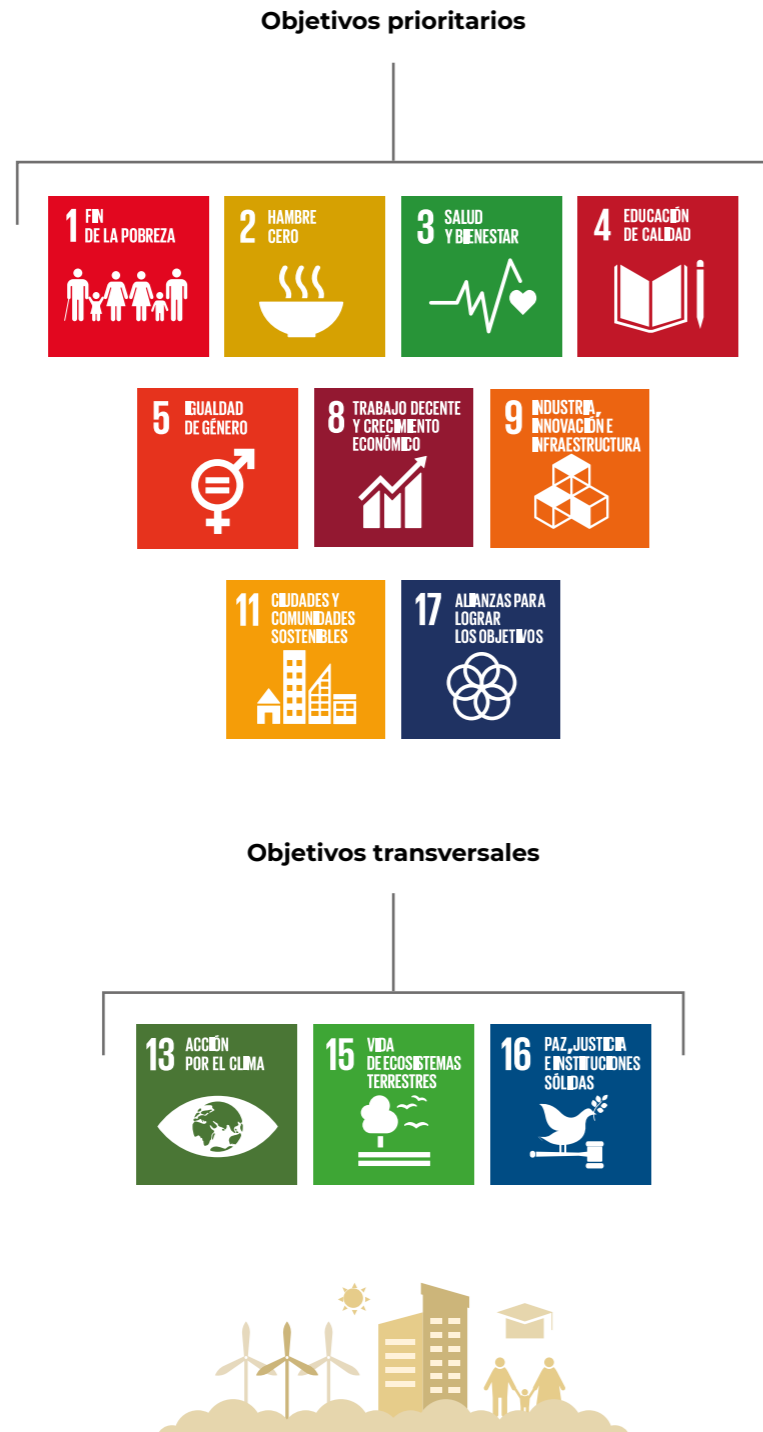 Objetivos prioritarios
1 FIN
DE LA POBREZA
2 HAMBRE
CERO
3 SALUD
Y BIENESTAR
4 EDUCACIÓN
DE CALIDAD
5 IGUALDAD
DE GÉNERO
8 TRABAJO DECENTE
Y CRECIMIENTO
ECONÓMICO
9 INDUSTRIA,
INNOVACIÓN E
INFRAESTRUCTURA
11 CIUDADES Y
COMUNIDADES
SOSTENIBLES
17 ALIANZAS PARA
LOGRAR
LOS OBJETIVOS
Objetivos transversales
13 ACCIÓN
POR EL CLIMA
15 VIDA
DE ECOSISTEMAS
TERRESTRES
16 PAZ, JUSTICIA
E INSTITUCIONES
SÓLIDAS